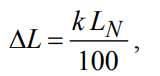 ΔL = k L_N / 100 ,